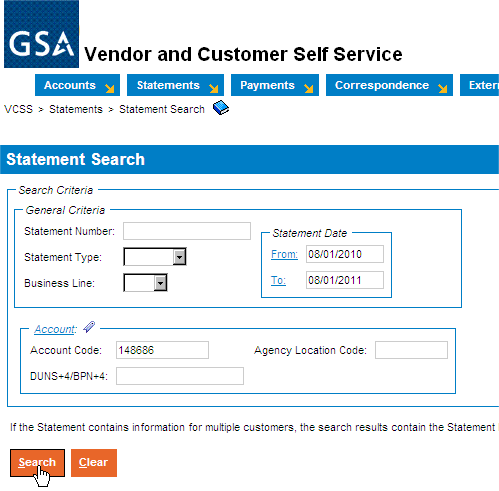 GSA Vendor and Customer Self Service
Accounts Statements Payments Correspondence
VCSS > Statements > Statement Search
Statement Search
Search Criteria
General Criteria
Statement Number:
Statement Type:
Business Line:
Statement Date
From: 08/01/2010
To: 08/01/2011
Account:
Account Code: 148686 Agency Location Code:
DUNS+4/BPN+4:
If the Statement contains information for multiple customers, the search results contain the Statement
Search Clear